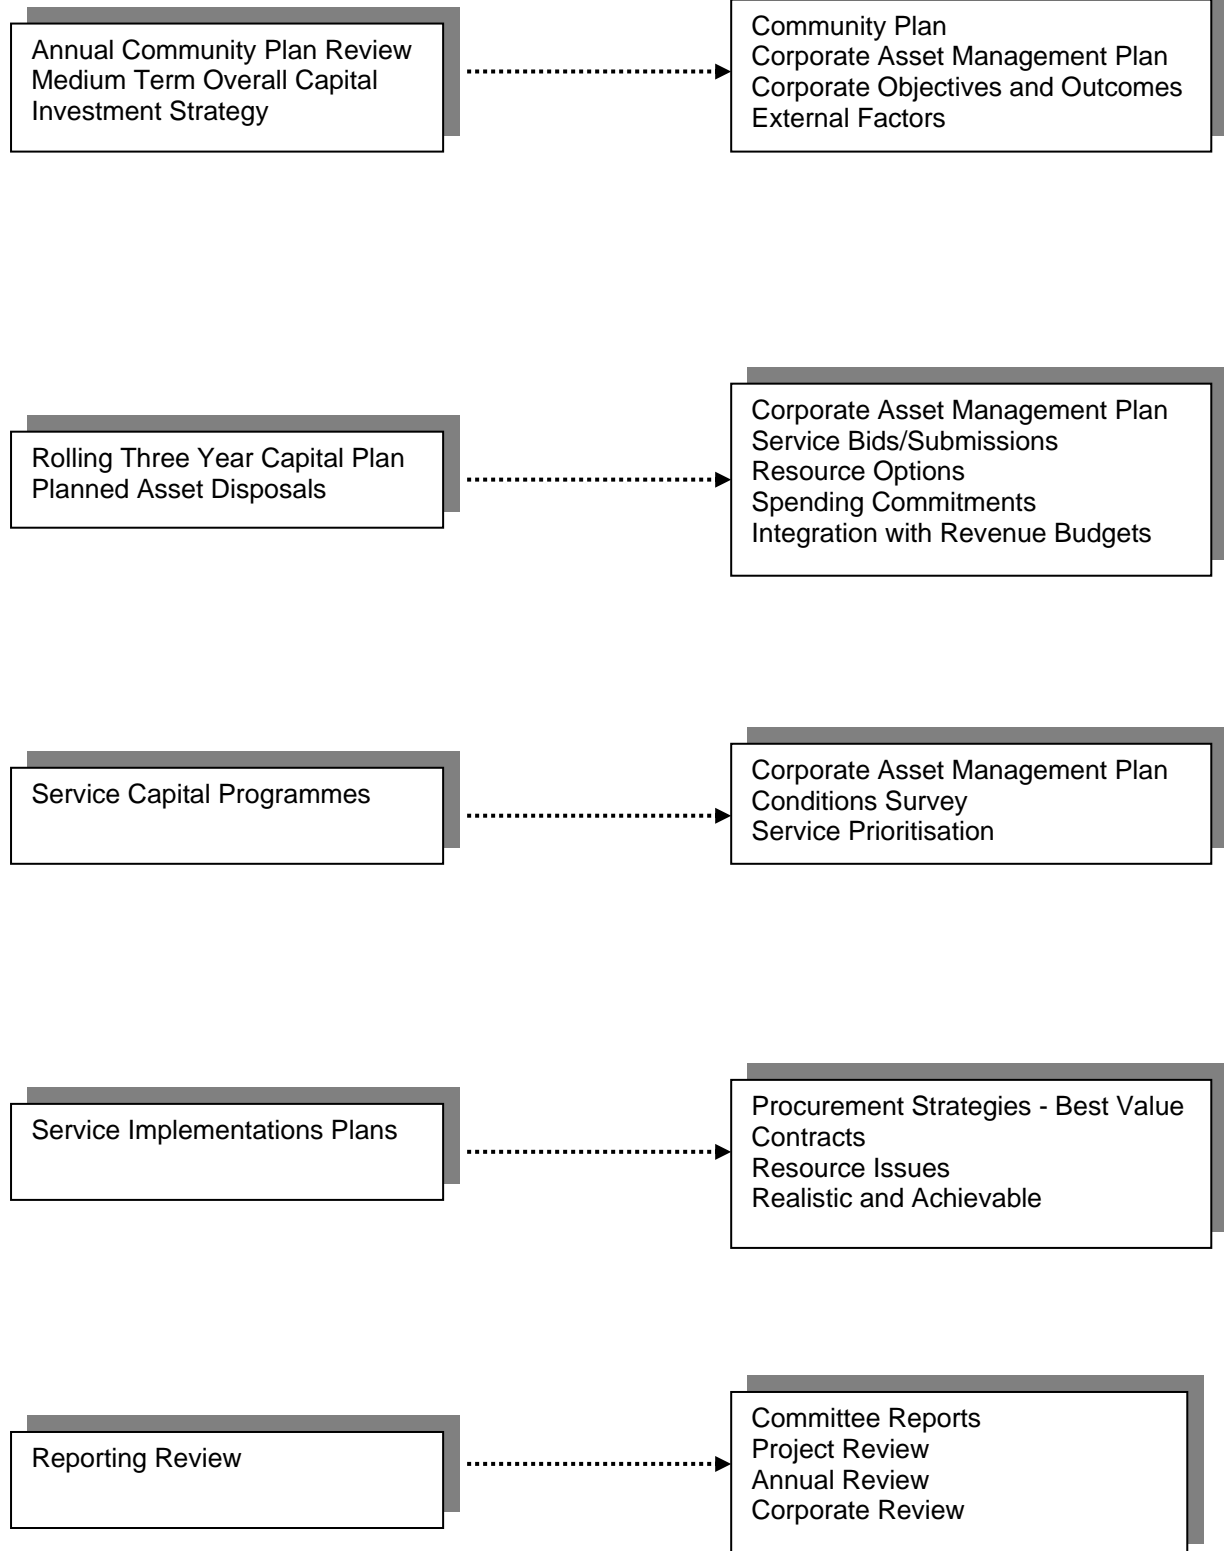 Annual Community Plan Review
Medium Term Overall Capital
Investment Strategy
Community Plan
Corporate Asset Management Plan
Corporate Objectives and Outcomes
External Factors
Rolling Three Year Capital Plan
Planned Asset Disposals
Corporate Asset Management Plan
Service Bids/Submissions
Resource Options
Spending Commitments
Integration with Revenue Budgets
Service Capital Programmes
Corporate Asset Management Plan
Conditions Survey
Service Prioritisation
Service Implementations Plans
Procurement Strategies - Best Value
Contracts
Resource Issues
Realistic and Achievable
Reporting Review
Committee Reports
Project Review
Annual Review
Corporate Review